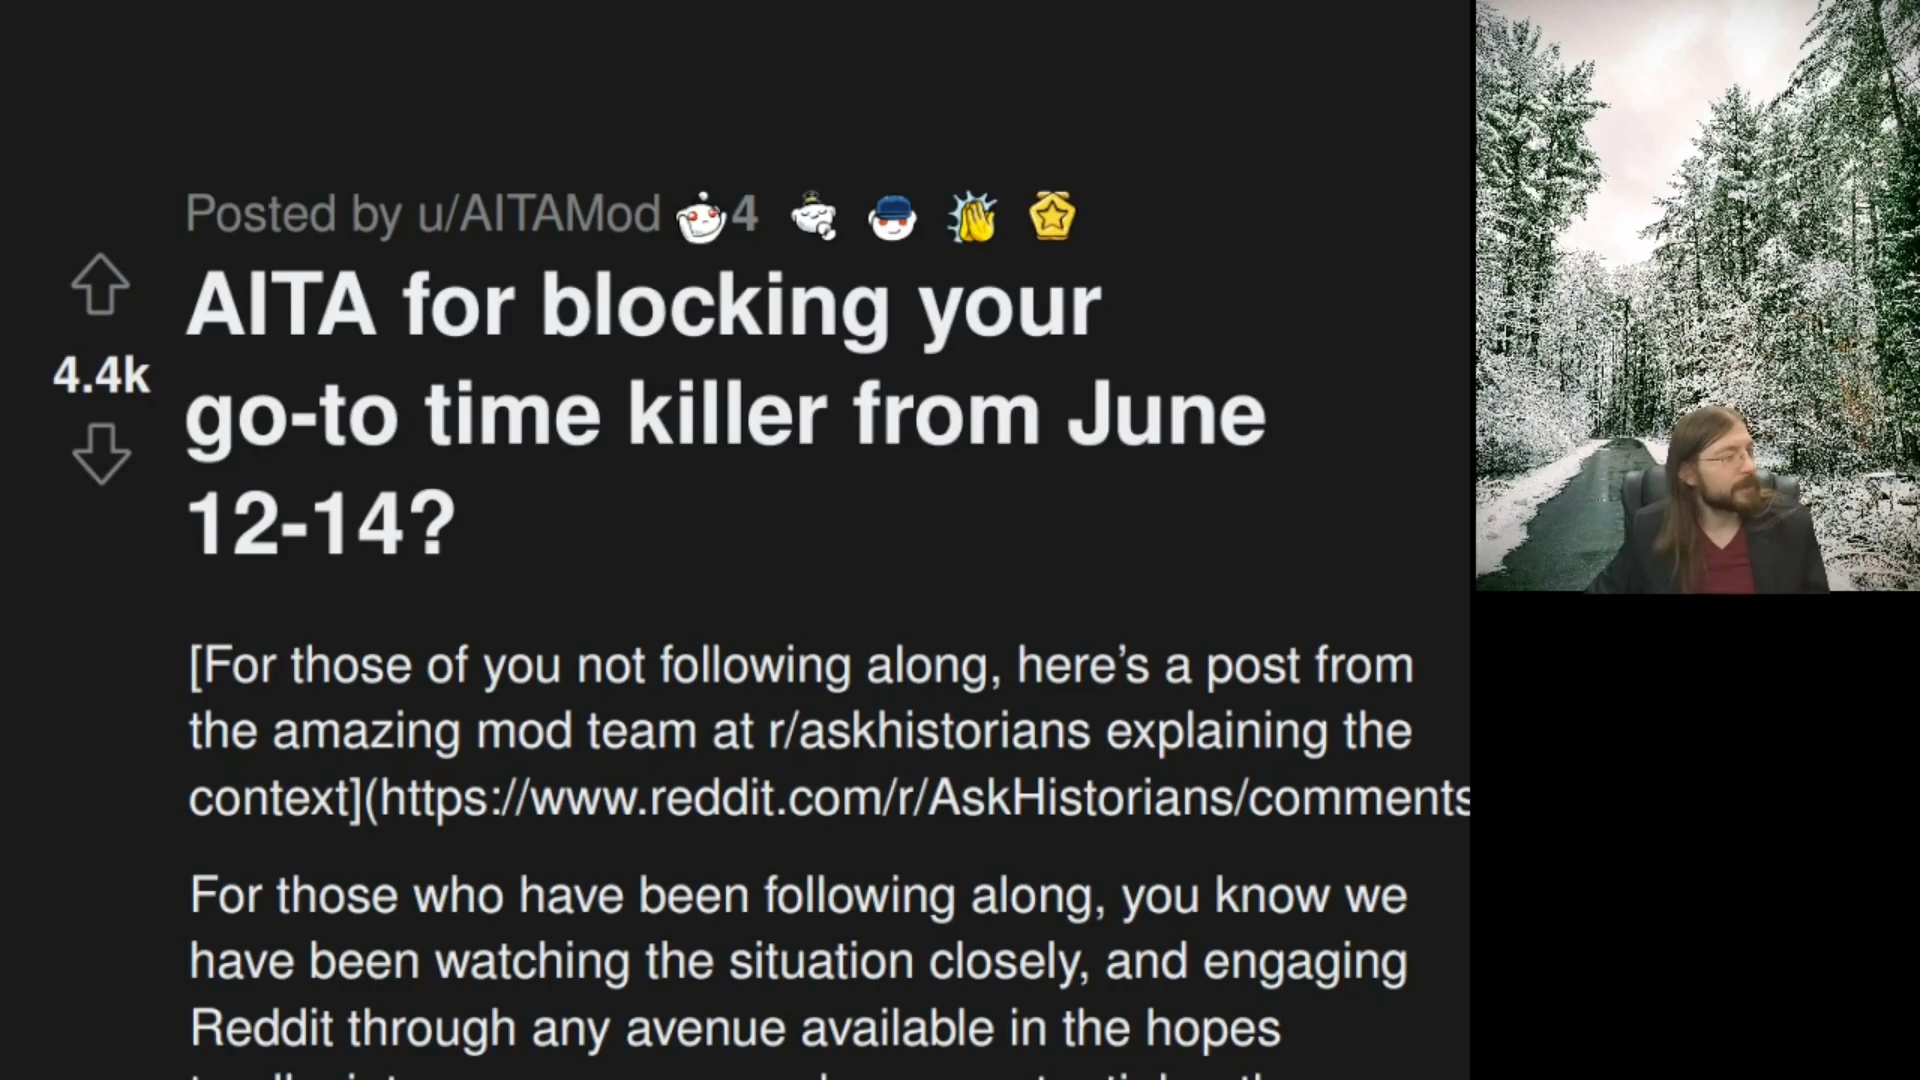 Posted by u/AITAMod 4
AITA for blocking your
go-to time killer from June
12-14?
4.4k
[For those of you not following along, here’s a post from
the amazing mod team at r/askhistorians explaining the
context](https://www.reddit.com/r/AskHistorians/comments
For those who have been following along, you know we
have been watching the situation closely, and engaging
Reddit through any avenue available in the hopes